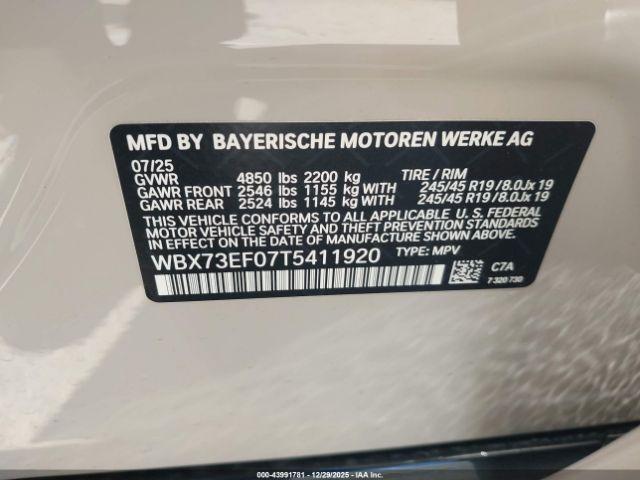 MFD BY BAYERISCHE MOTOREN WERKE AG
07/25
GVWR 4850 lbs 2200 kg TIRE / RIM
GAWR FRONT 2546 lbs 1155 kg WITH 245/45 R19/8.0Jx19
GAWR REAR 2524 lbs 1145 kg WITH 245/45 R19/8.0Jx19
THIS VEHICLE CONFORMS TO ALL APPLICABLE U. S. FEDERAL
MOTOR VEHICLE SAFETY AND THEFT PREVENTION
STANDARDS IN EFFECT ON THE DATE OF MANUFACTURE SHOWN ABOVE.
WBX73EF07T5411920 TYPE: MPV
C7A
7 320 730
000-43991781 - 12/29/2025 - IAA Inc.